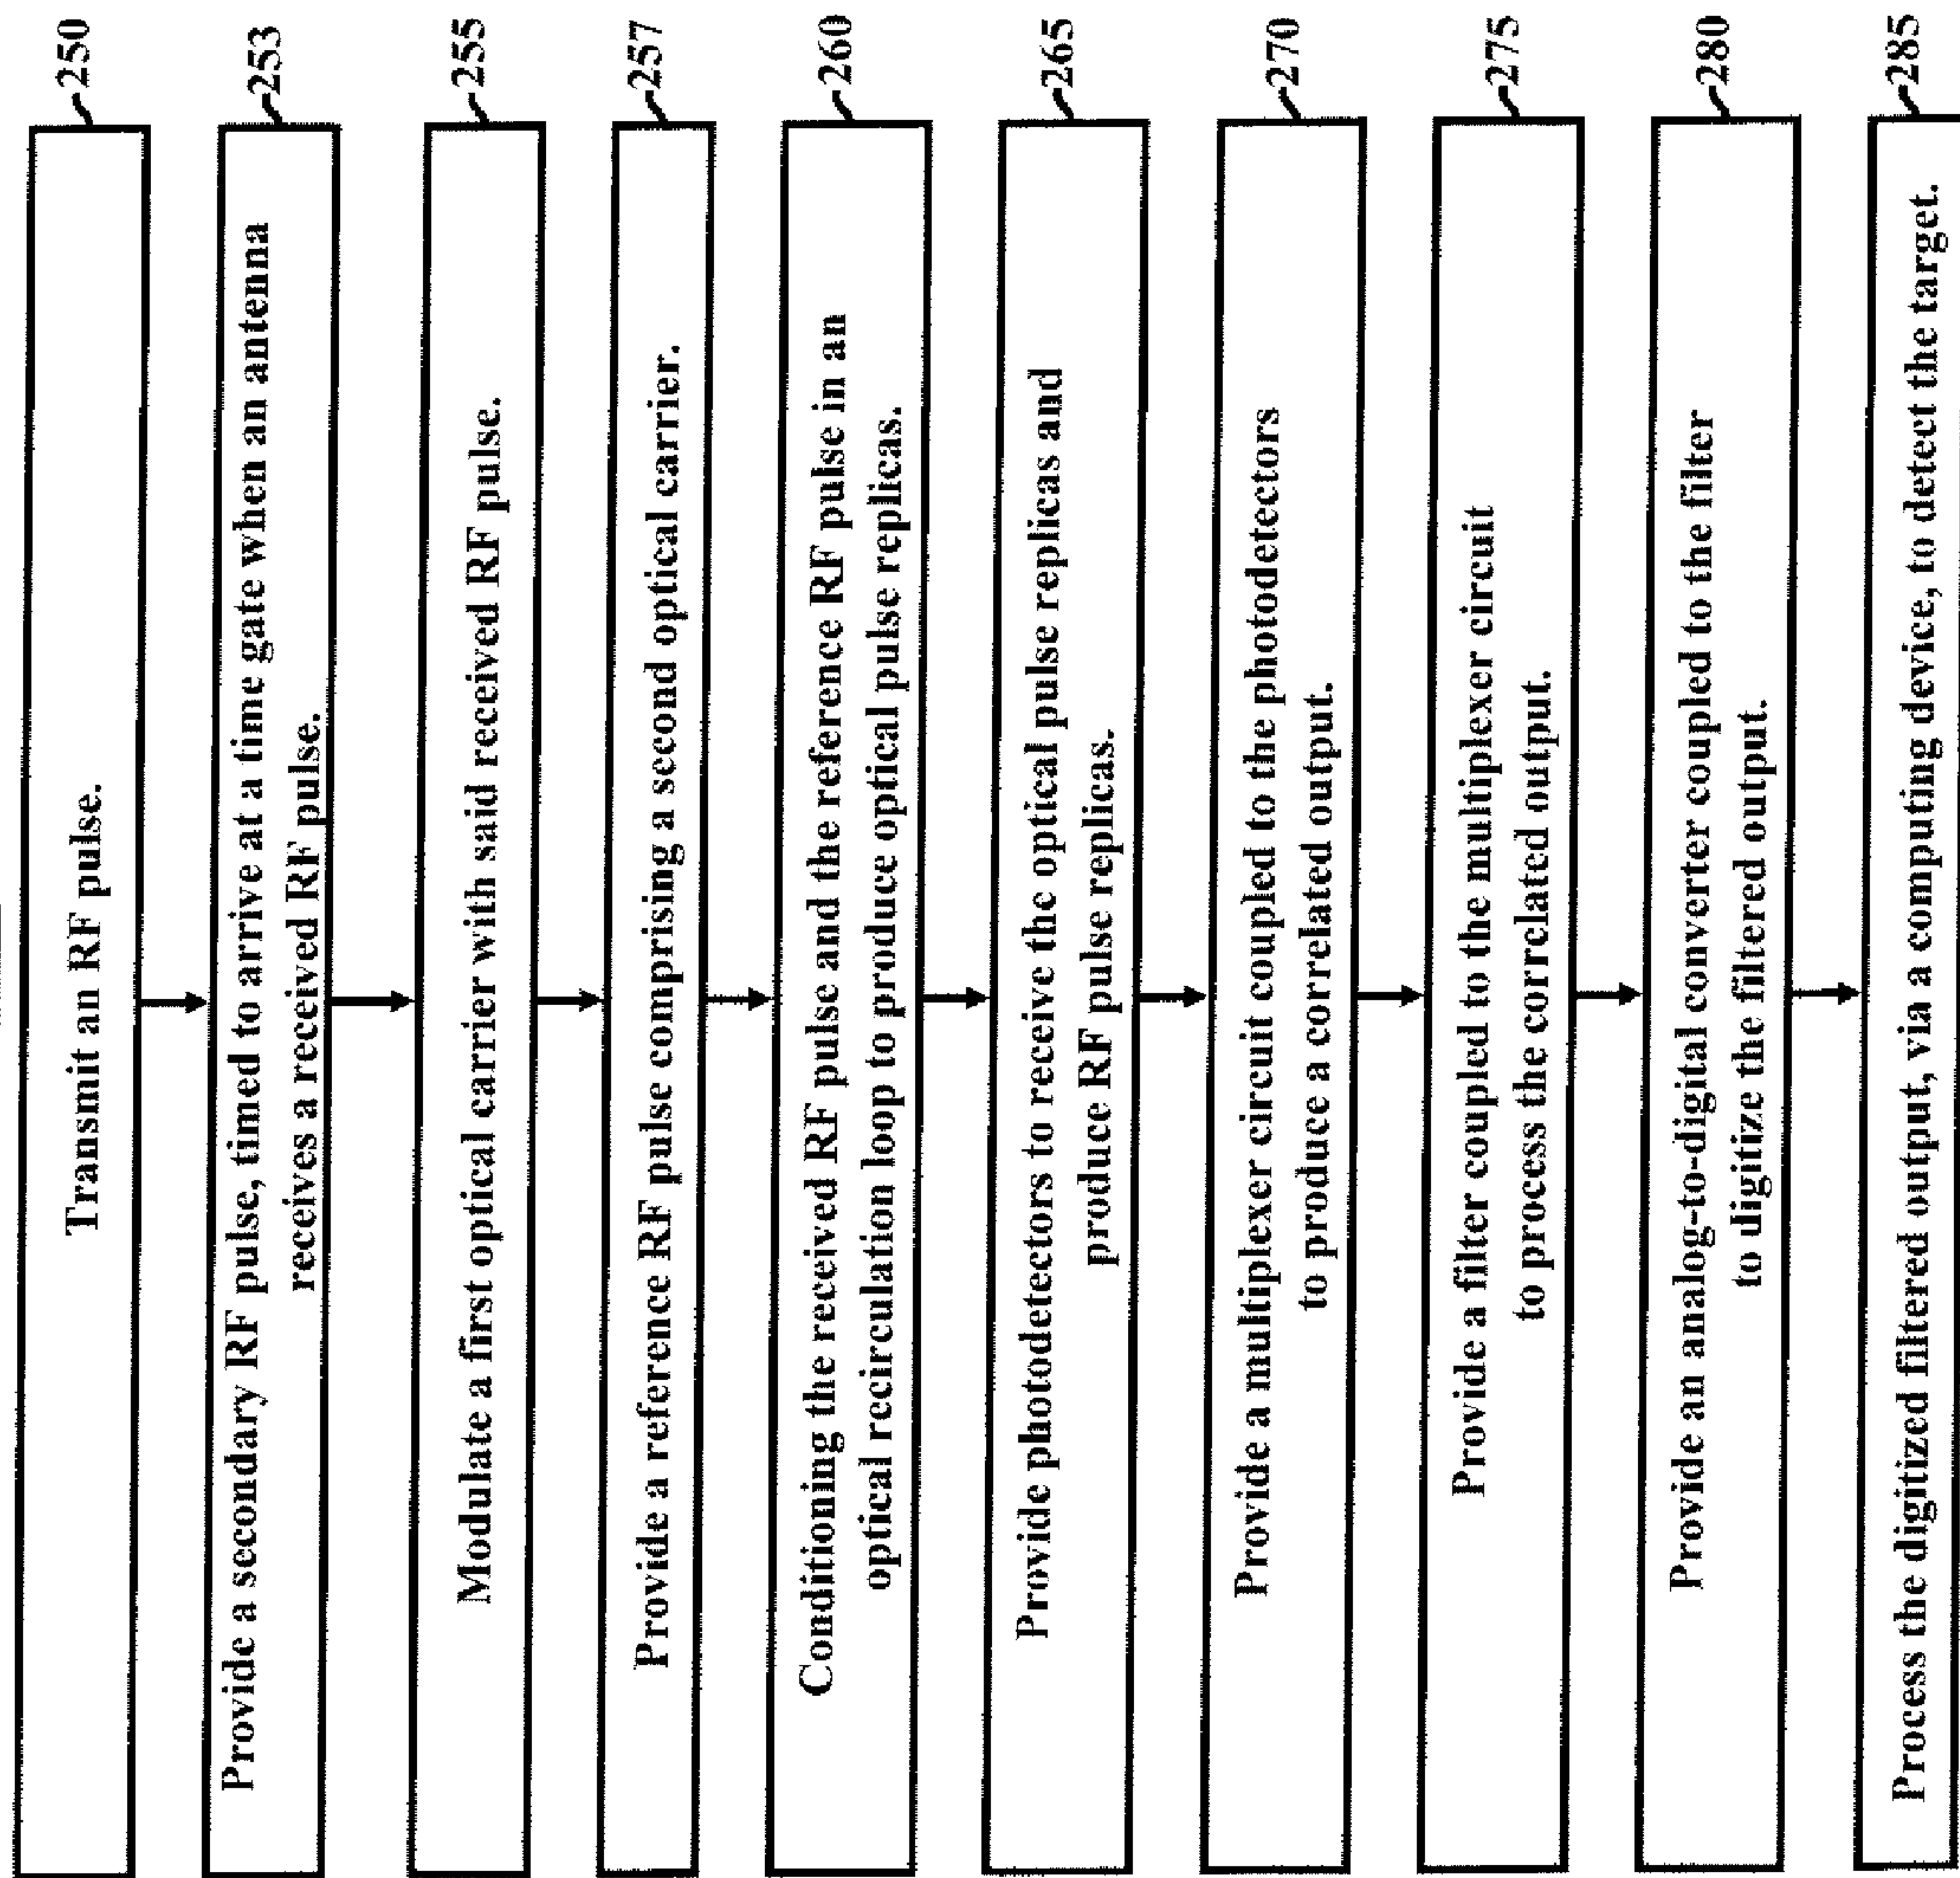 250
Transmit an RF pulse.
253
Provide a secondary RF pulse, timed to arrive at a time gate when an antenna
receives a received RF pulse.
255
Modulate a first optical carrier with said received RF pulse.
257
Provide a reference RF pulse comprising a second optical carrier.
260
Conditioning the received RF pulse and the reference RF pulse in an
optical recirculation loop to produce optical pulse replicas.
265
Provide photodetectors to receive the optical pulse replicas and
produce RF pulse replicas.
270
Provide a multiplexer circuit coupled to the photodetectors
to produce a correlated output.
275
Provide a filter coupled to the multiplexer circuit
to process the correlated output.
280
Provide an analog-to-digital converter coupled to the filter
to digitize the filtered output.
285
Process the digitized filtered output, via a computing device, to detect the target.